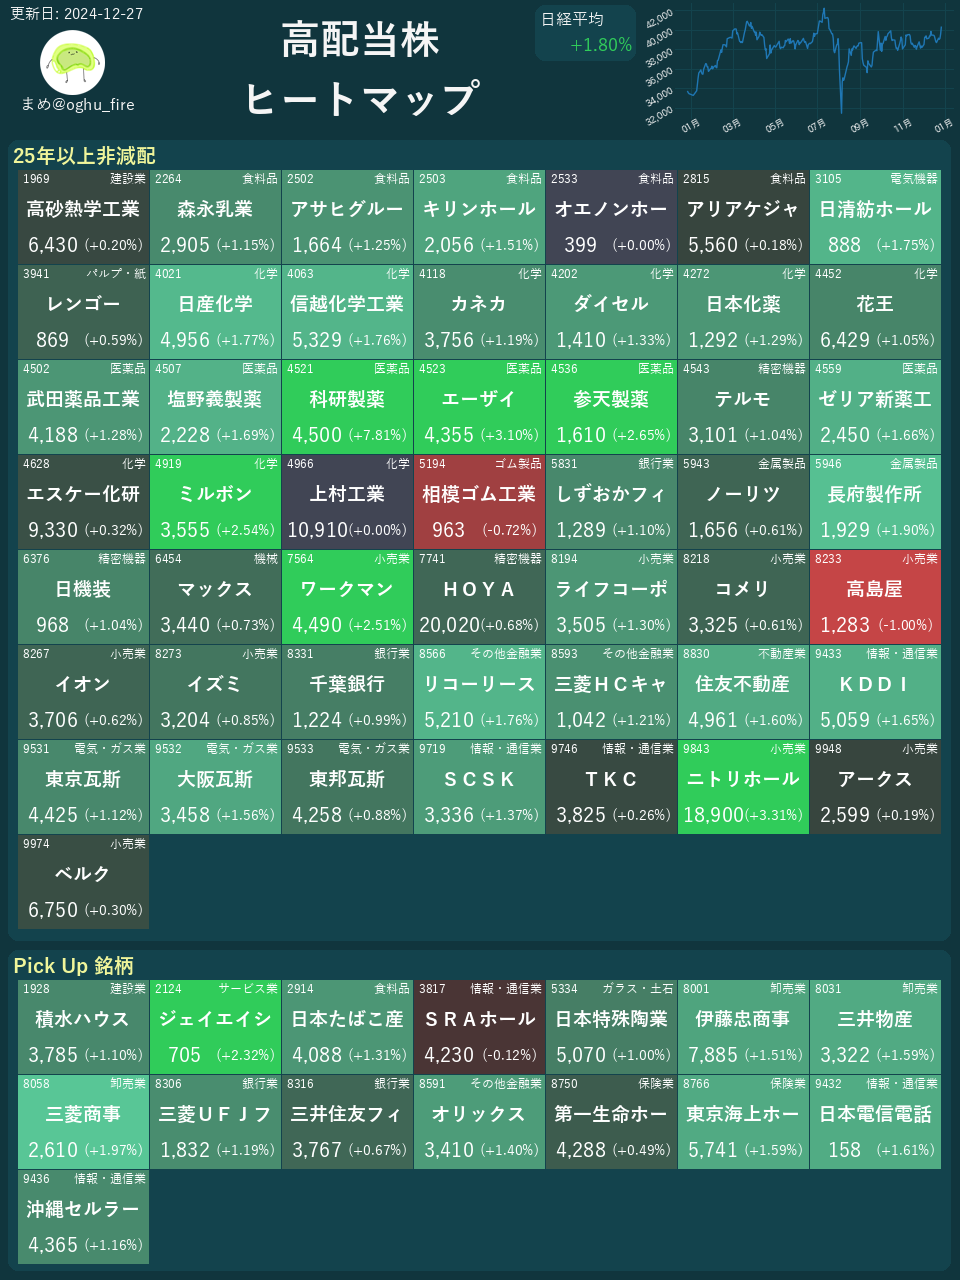 更新日: 2024-12-27
まめ@oghu_fire
高配当株
ヒートマップ
日経平均
+1.80%
42,000
40,000
38,000
36,000
34,000
32,000
01月 03月 05月 07月 09月 11月 01月
25年以上非減配
1969 建設業
高砂熱学工業
6,430 (+0.20%)
2264 食料品
森永乳業
2,905 (+1.15%)
2502 食料品
アサヒグルー
1,664 (+1.25%)
2503 食料品
キリンホール
2,056 (+1.51%)
2533 食料品
オエノンホー
399 (+0.00%)
2815 食料品
アリアケジャ
5,560 (+0.18%)
3105 電気機器
日清紡ホール
888 (+1.75%)
3941 パルプ・紙
レンゴー
869 (+0.59%)
4021 化学
日産化学
4,956 (+1.77%)
4063 化学
信越化学工業
5,329 (+1.76%)
4118 化学
カネカ
3,756 (+1.19%)
4202 化学
ダイセル
1,410 (+1.33%)
4272 化学
日本化薬
1,292 (+1.29%)
4452 化学
花王
6,429 (+1.05%)
4502 医薬品
武田薬品工業
4,188 (+1.28%)
4507 医薬品
塩野義製薬
2,228 (+1.69%)
4521 医薬品
科研製薬
4,500 (+7.81%)
4523 医薬品
エーザイ
4,355 (+3.10%)
4536 医薬品
参天製薬
1,610 (+2.65%)
4543 精密機器
テルモ
3,101 (+1.04%)
4559 医薬品
ゼリア新薬工
2,450 (+1.66%)
4628 化学
エスケー化研
9,330 (+0.32%)
4919 化学
ミルボン
3,555 (+2.54%)
4966 化学
上村工業
10,910(+0.00%)
5194 ゴム製品
相模ゴム工業
963 (-0.72%)
5831 銀行業
しずおかフィ
1,289 (+1.10%)
5943 金属製品
ノーリツ
1,656 (+0.61%)
5946 金属製品
長府製作所
1,929 (+1.90%)
6376 精密機器
日機装
968 (+1.04%)
6454 機械
マックス
3,440 (+0.73%)
7564 小売業
ワークマン
4,490 (+2.51%)
7741 精密機器
ＨＯＹＡ
20,020(+0.68%)
8194 小売業
ライフコーポ
3,505 (+1.30%)
8218 小売業
コメリ
3,325 (+0.61%)
8233 小売業
高島屋
1,283 (-1.00%)
8267 小売業
イオン
3,706 (+0.62%)
8273 小売業
イズミ
3,204 (+0.85%)
8331 銀行業
千葉銀行
1,224 (+0.99%)
8566 その他金融業
リコーリース
5,210 (+1.76%)
8593 その他金融業
三菱ＨＣキャ
1,042 (+1.21%)
8830 不動産業
住友不動産
4,961 (+1.60%)
9433 情報・通信業
ＫＤＤＩ
5,059 (+1.65%)
9531 電気・ガス業
東京瓦斯
4,425 (+1.12%)
9532 電気・ガス業
大阪瓦斯
3,458 (+1.56%)
9533 電気・ガス業
東邦瓦斯
4,258 (+0.88%)
9719 情報・通信業
ＳＣＳＫ
3,336 (+1.37%)
9746 情報・通信業
ＴＫＣ
3,825 (+0.26%)
9843 小売業
ニトリホール
18,900(+3.31%)
9948 小売業
アークス
2,599 (+0.19%)
9974 小売業
ベルク
6,750 (+0.30%)
Pick Up 銘柄
1928 建設業
積水ハウス
3,785 (+1.10%)
2124 サービス業
ジェイエイシ
705 (+2.32%)
2914 食料品
日本たばこ産
4,088 (+1.31%)
3817 情報・通信業
ＳＲＡホール
4,230 (-0.12%)
5334 ガラス・土石
日本特殊陶業
5,070 (+1.00%)
8001 卸売業
伊藤忠商事
7,885 (+1.51%)
8031 卸売業
三井物産
3,322 (+1.59%)
8058 卸売業
三菱商事
2,610 (+1.97%)
8306 銀行業
三菱ＵＦＪフ
1,832 (+1.19%)
8316 銀行業
三井住友フィ
3,767 (+0.67%)
8591 その他金融業
オリックス
3,410 (+1.40%)
8750 保険業
第一生命ホー
4,288 (+0.49%)
8766 保険業
東京海上ホー
5,741 (+1.59%)
9432 情報・通信業
日本電信電話
158 (+1.61%)
9436 情報・通信業
沖縄セルラー
4,365 (+1.16%)